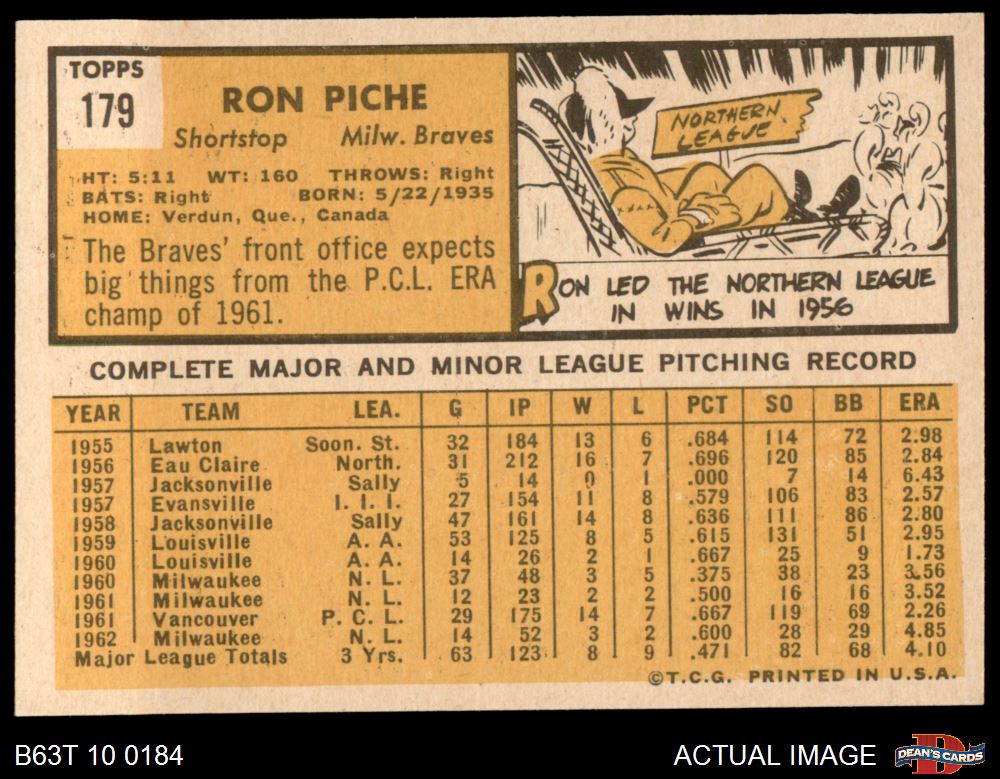 TOPPS
179
RON PICHE
Shortstop Milw. Braves
HT: 5:11 WT: 160 THROWS: Right
BATS: Right BORN: 5/22/1935
HOME: Verdun, Que., Canada
The Braves' front office expects
big things from the P.C.L. ERA
champ of 1961.
NORTHERN
LEAGUE
RON LED THE NORTHERN LEAGUE
IN WINS IN 1956
COMPLETE MAJOR AND MINOR LEAGUE PITCHING RECORD
YEAR TEAM LEA. G IP W L PCT SO BB ERA
1955 Lawton Soon. St. 32 184 13 6 .684 114 72 2.98
1956 Eau Claire North. 31 212 16 7 .696 120 85 2.84
1957 Jacksonville Sally 5 14 0 1 .000 7 14 6.43
1957 Evansville I. I. I. 27 154 11 8 .579 106 83 2.57
1958 Jacksonville Sally 47 161 14 8 .636 111 86 2.80
1959 Louisville A. A. 53 125 8 5 .615 131 51 2.95
1960 Louisville A. A. 14 26 2 1 .667 25 9 1.73
1960 Milwaukee N. L. 37 48 3 5 .375 38 23 3.56
1961 Milwaukee N. L. 12 23 2 2 .500 16 16 3.52
1961 Vancouver P. C. L. 29 175 14 7 .667 119 69 2.26
1962 Milwaukee N. L. 14 52 3 2 .600 28 29 4.85
Major League Totals 3 Yrs. 63 123 8 9 .471 82 68 4.10
©T.C.G. PRINTED IN U.S.A.
B63T 10 0184 ACTUAL IMAGE DEAN'S CARDS